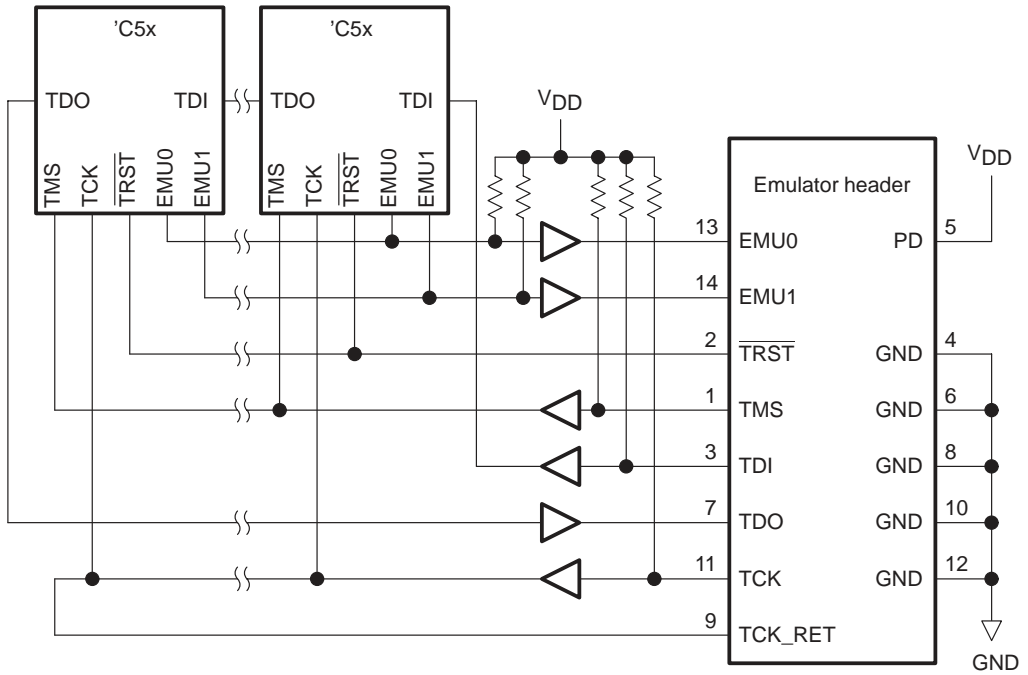 'C5x
'C5x
TDO
TDI
TDO
TDI
TMS
TCK
TRST
EMU0
EMU1
TMS
TCK
TRST
EMU0
EMU1
VDD
VDD
Emulator header
13 EMU0
PD 5
14 EMU1
2 TRST
GND 4
1 TMS
GND 6
3 TDI
GND 8
7 TDO
GND 10
11 TCK
GND 12
9 TCK_RET
GND